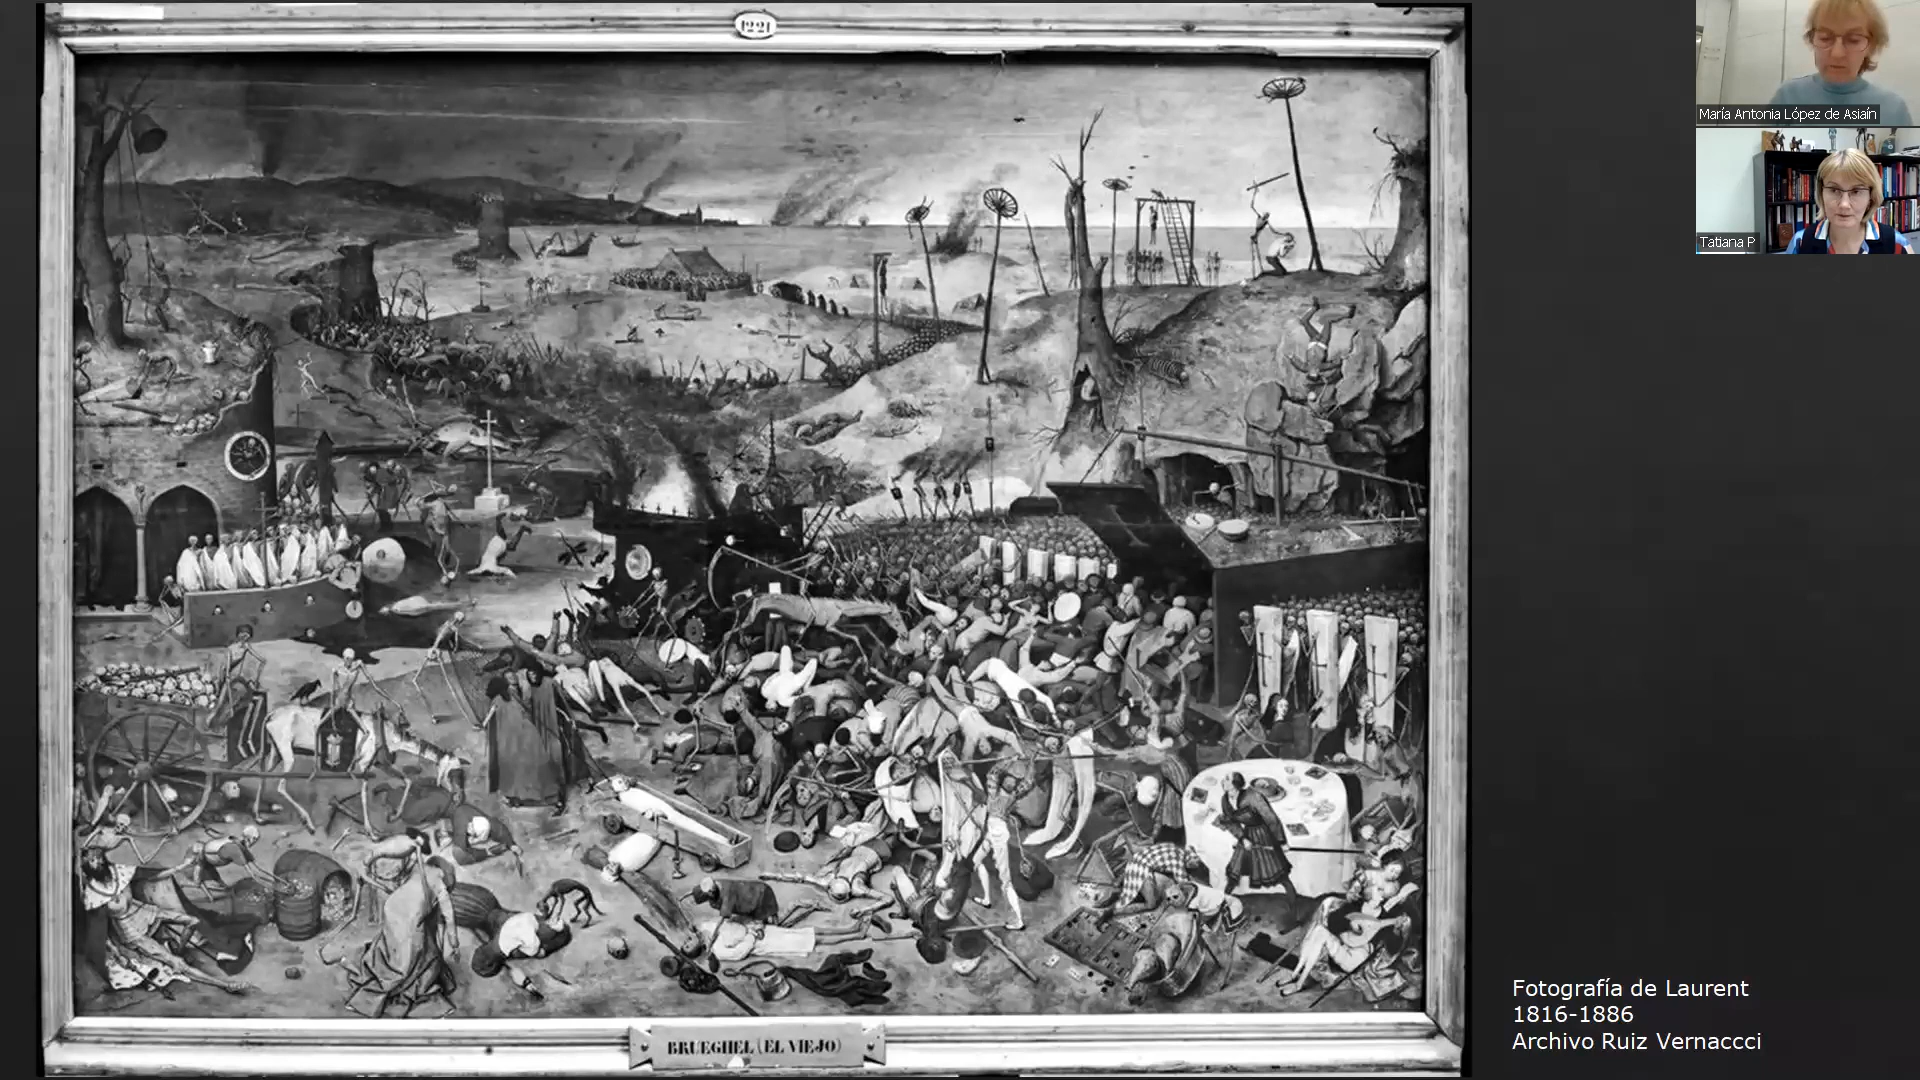 1221
BRUEGHEL (EL VIEJO)
María Antonia López de Asiaín
Tatiana P
Fotografía de Laurent
1816-1886
Archivo Ruiz Vernaccci